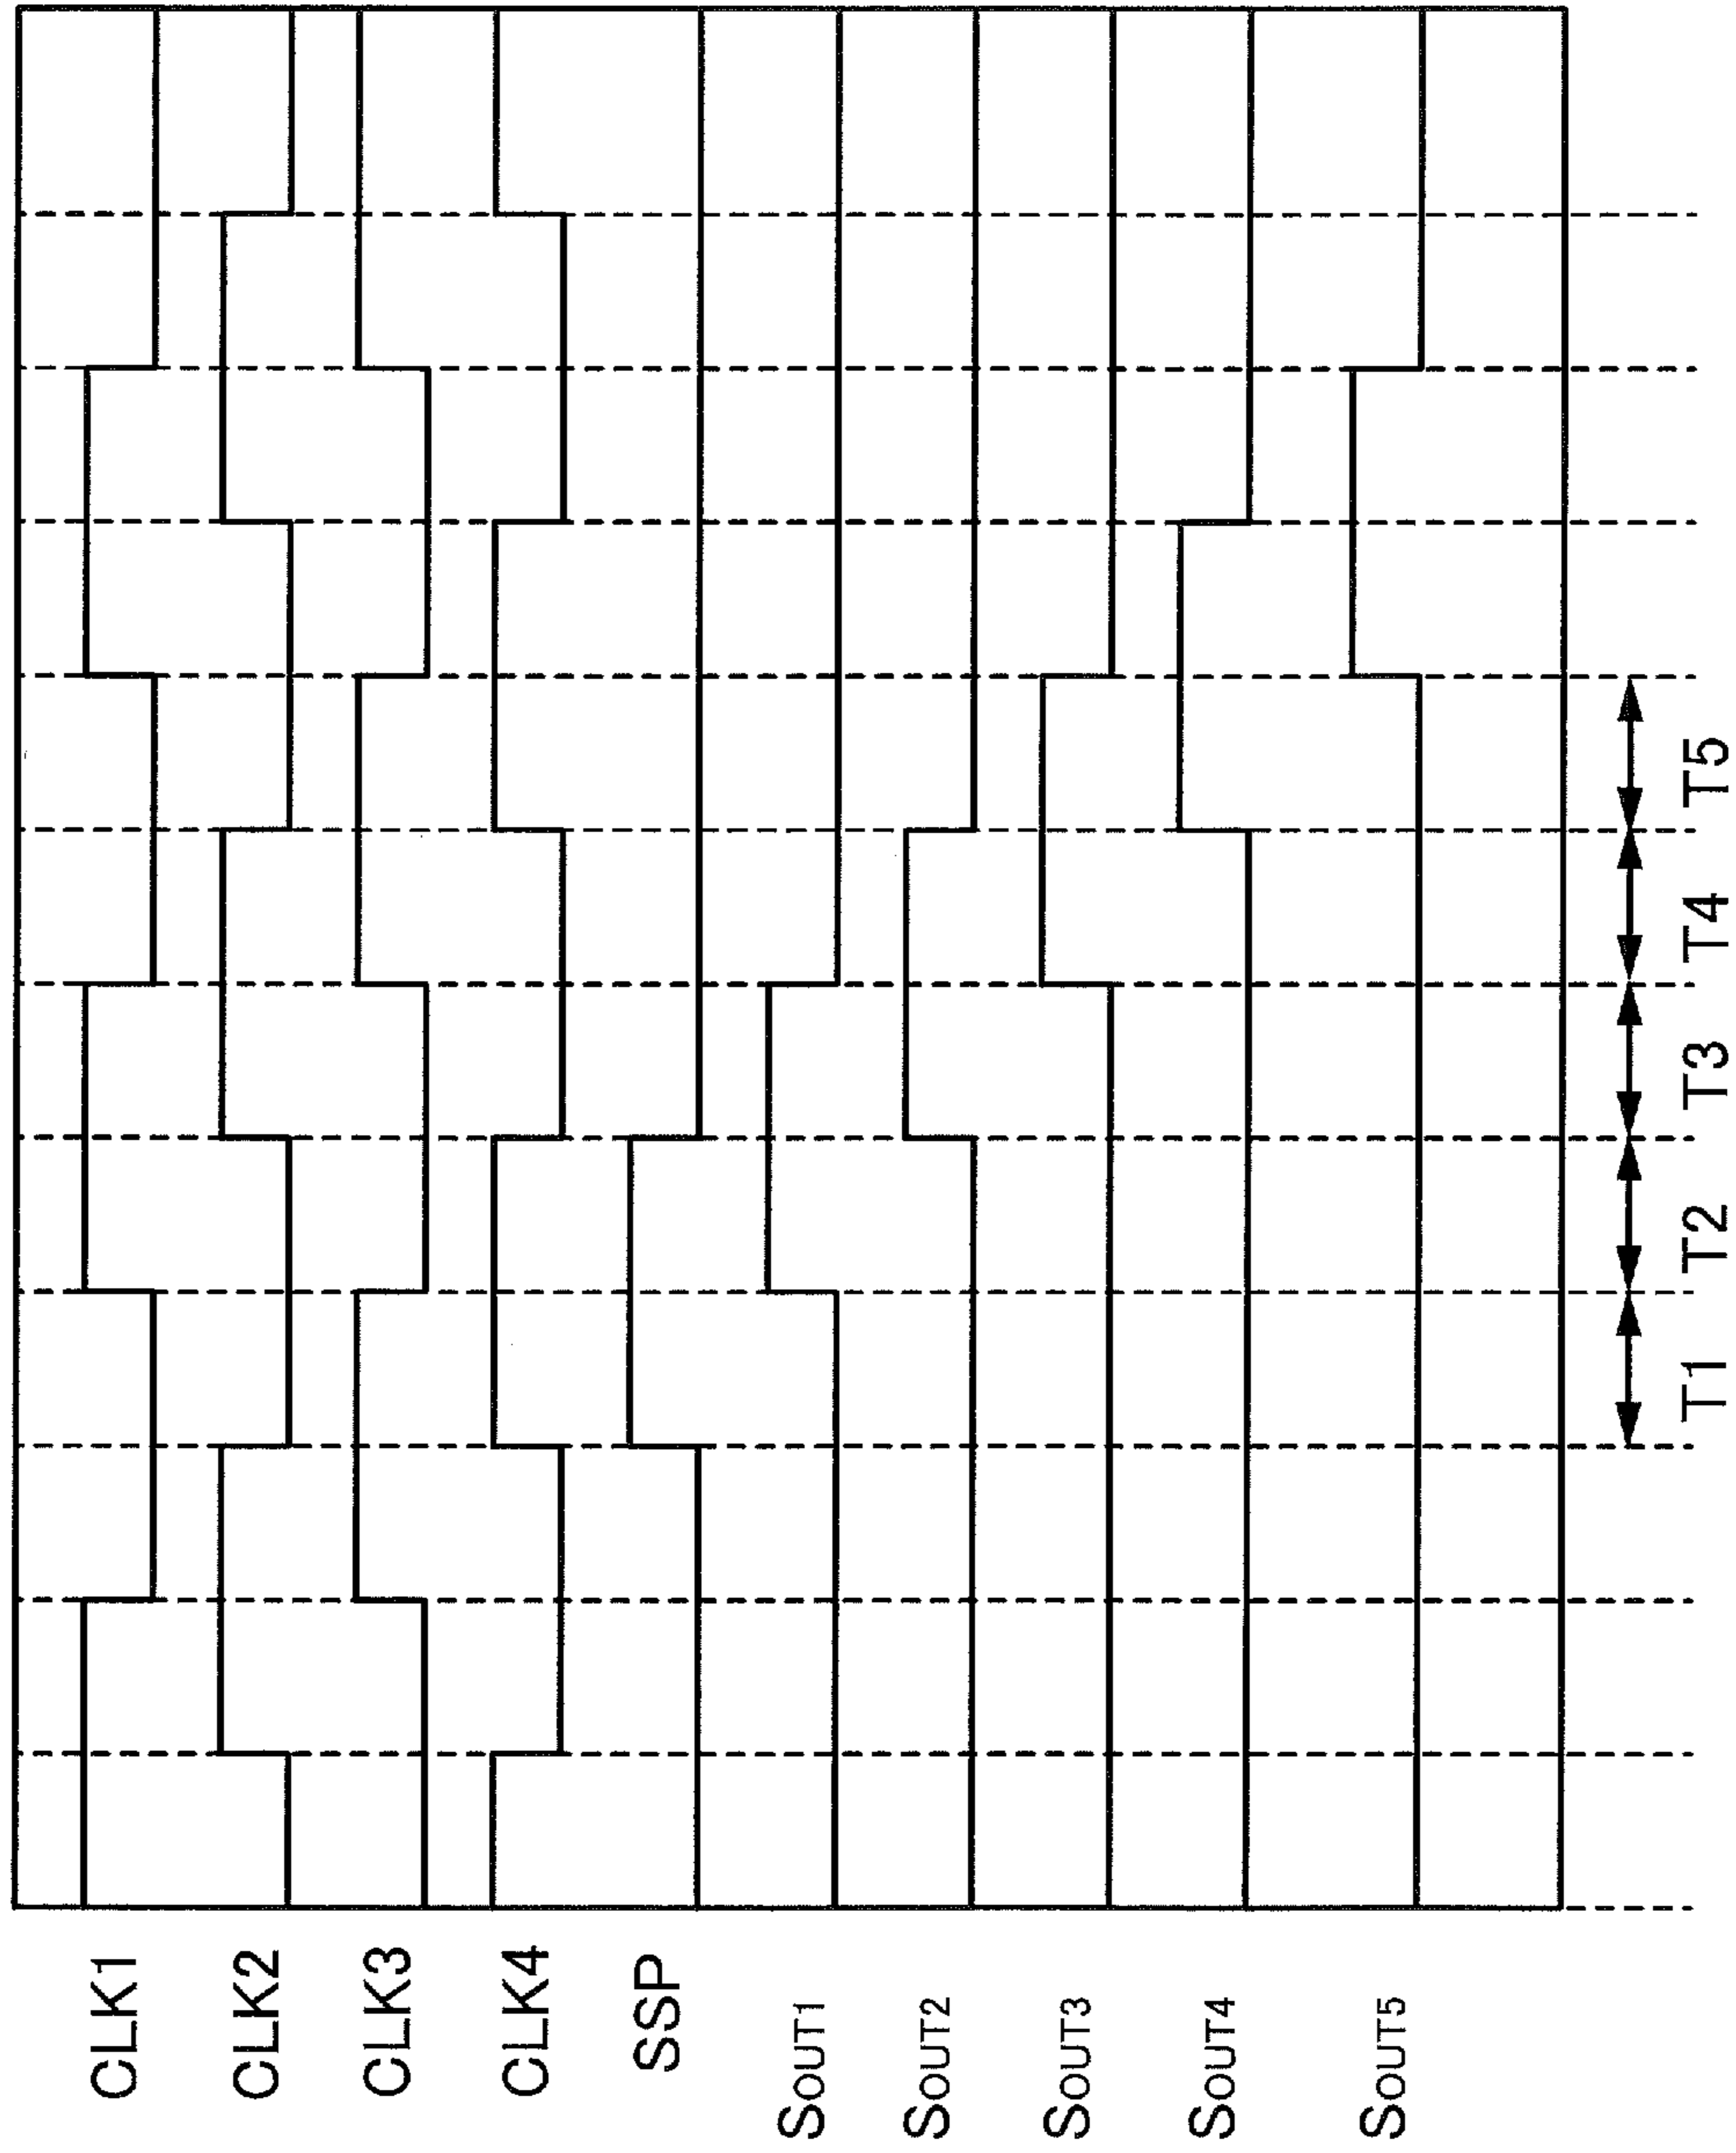 CLK1
CLK2
CLK3
CLK4
SSP
SOUT1
SOUT2
SOUT3
SOUT4
SOUT5
T1 T2 T3 T4 T5